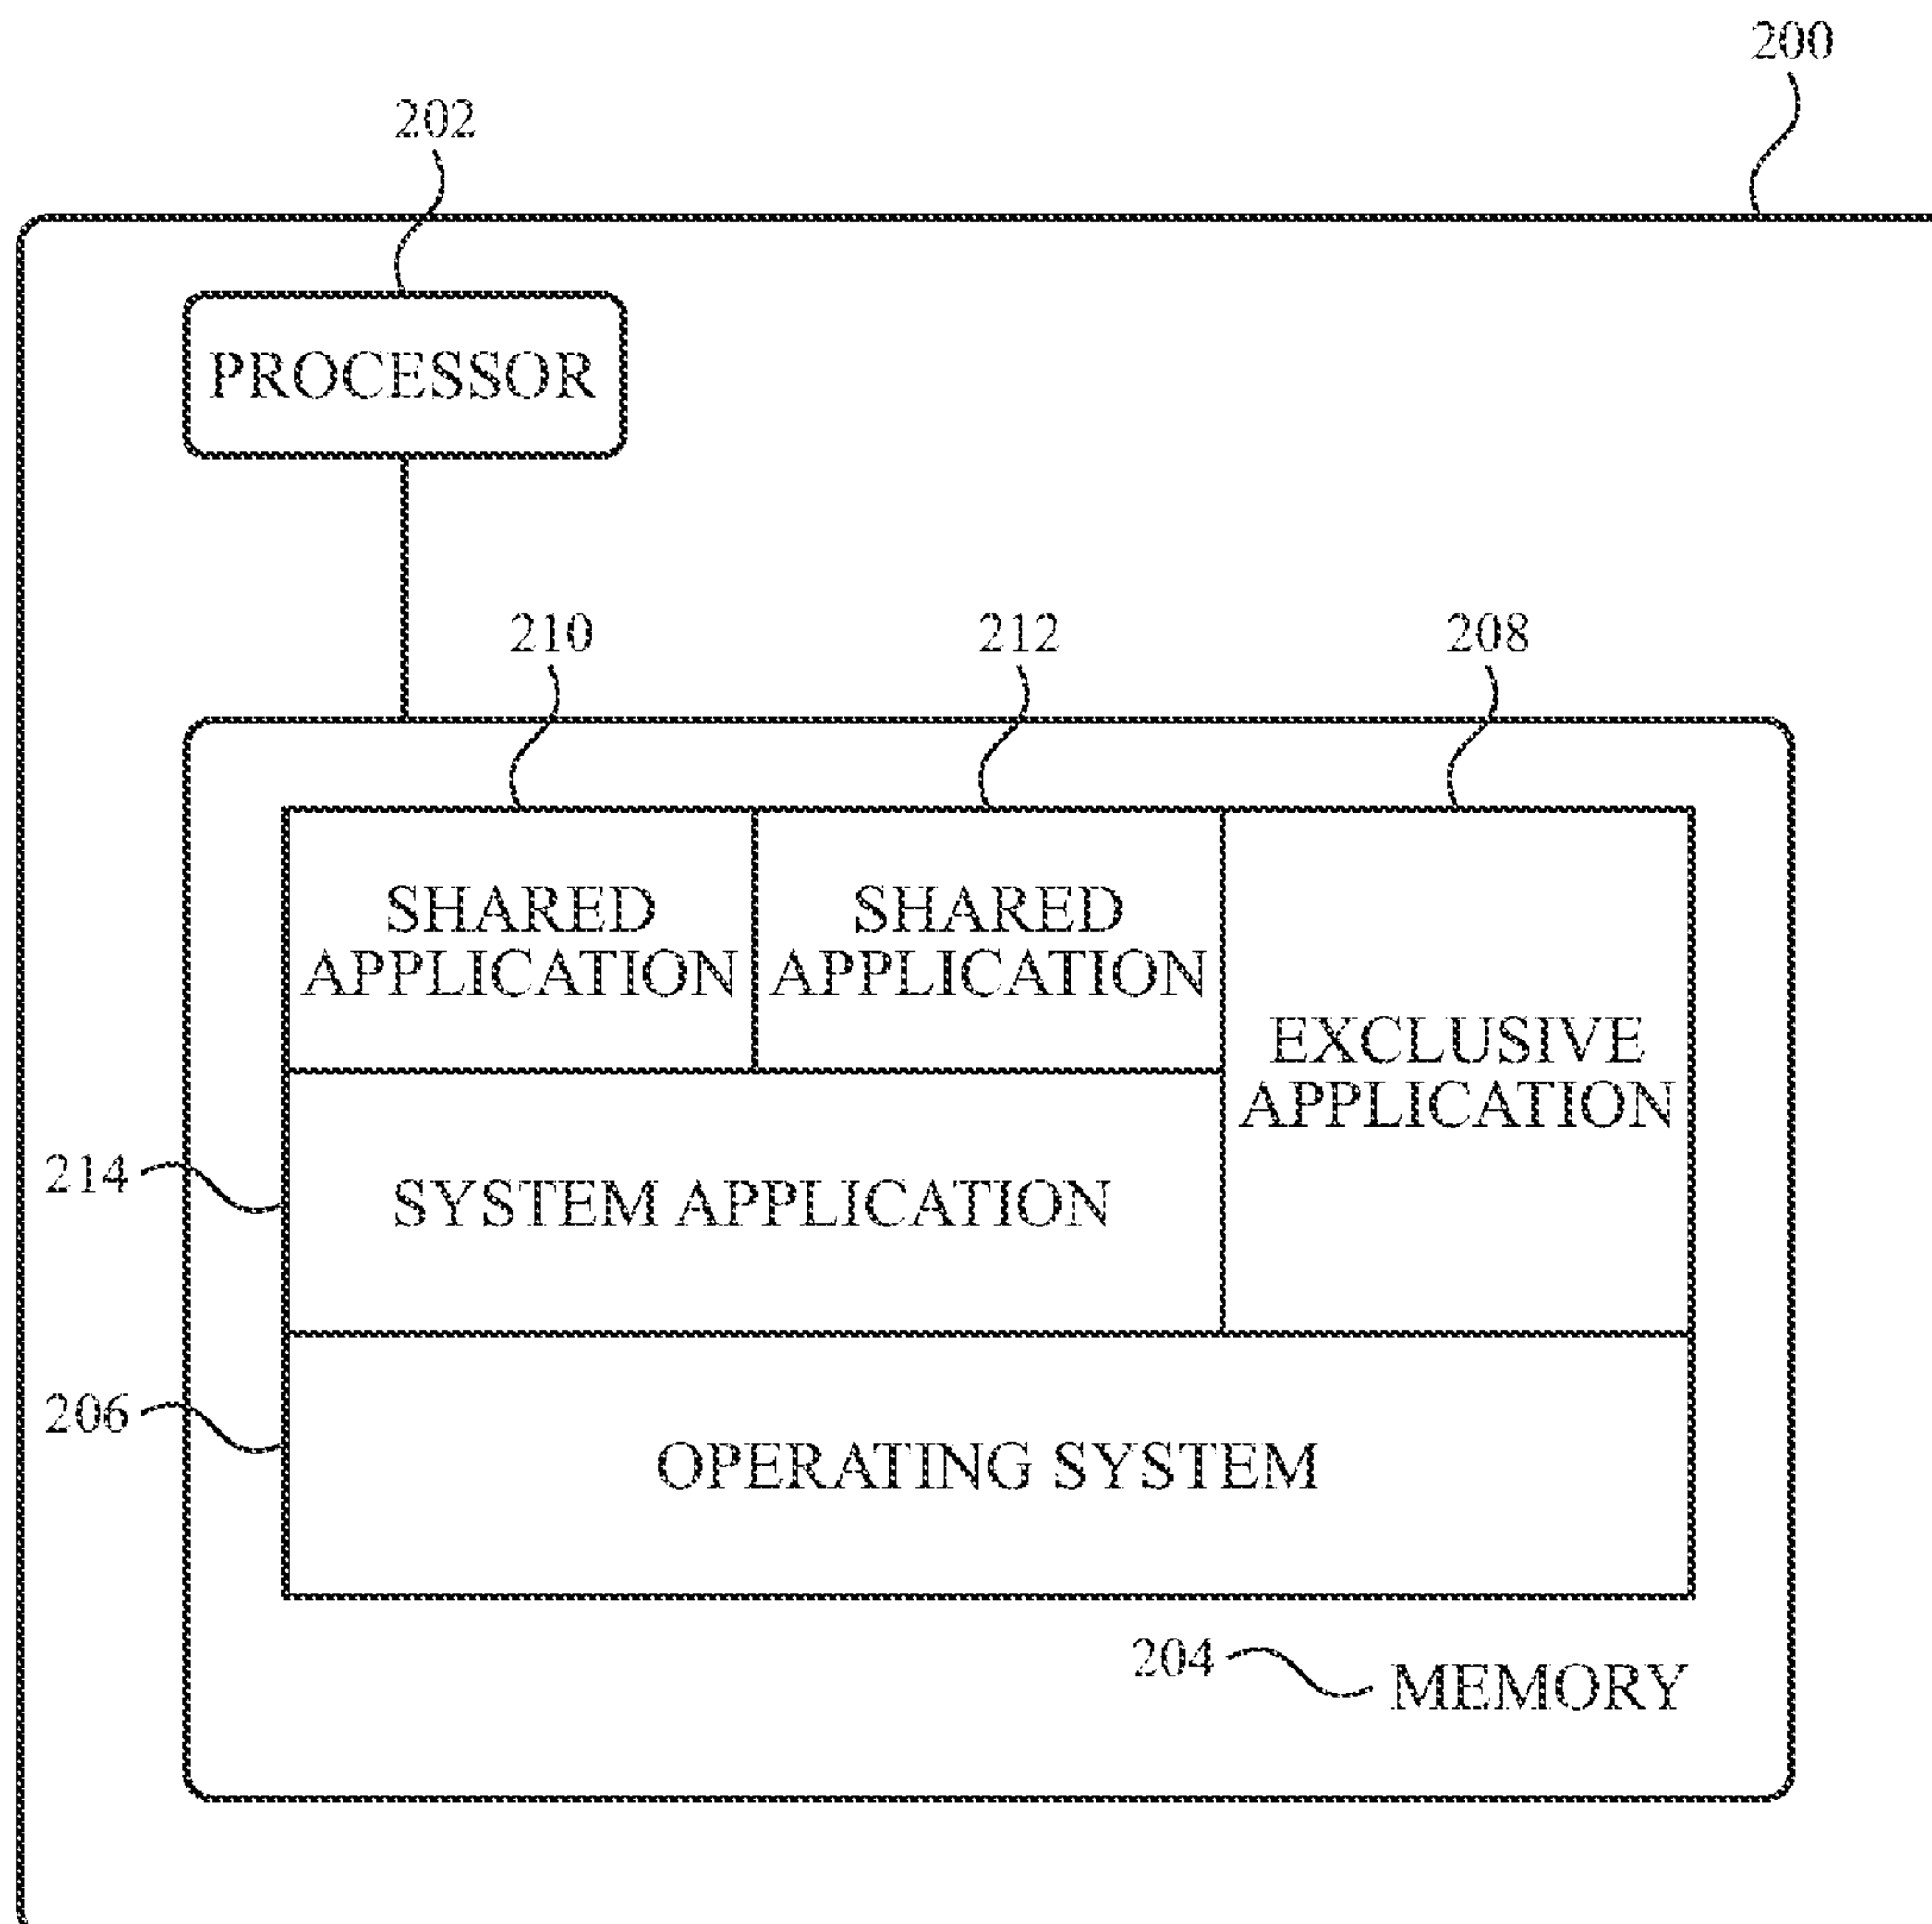 200
202
PROCESSOR
210
212
208
SHARED
APPLICATION
SHARED
APPLICATION
EXCLUSIVE
APPLICATION
214
SYSTEM APPLICATION
206
OPERATING SYSTEM
204
MEMORY